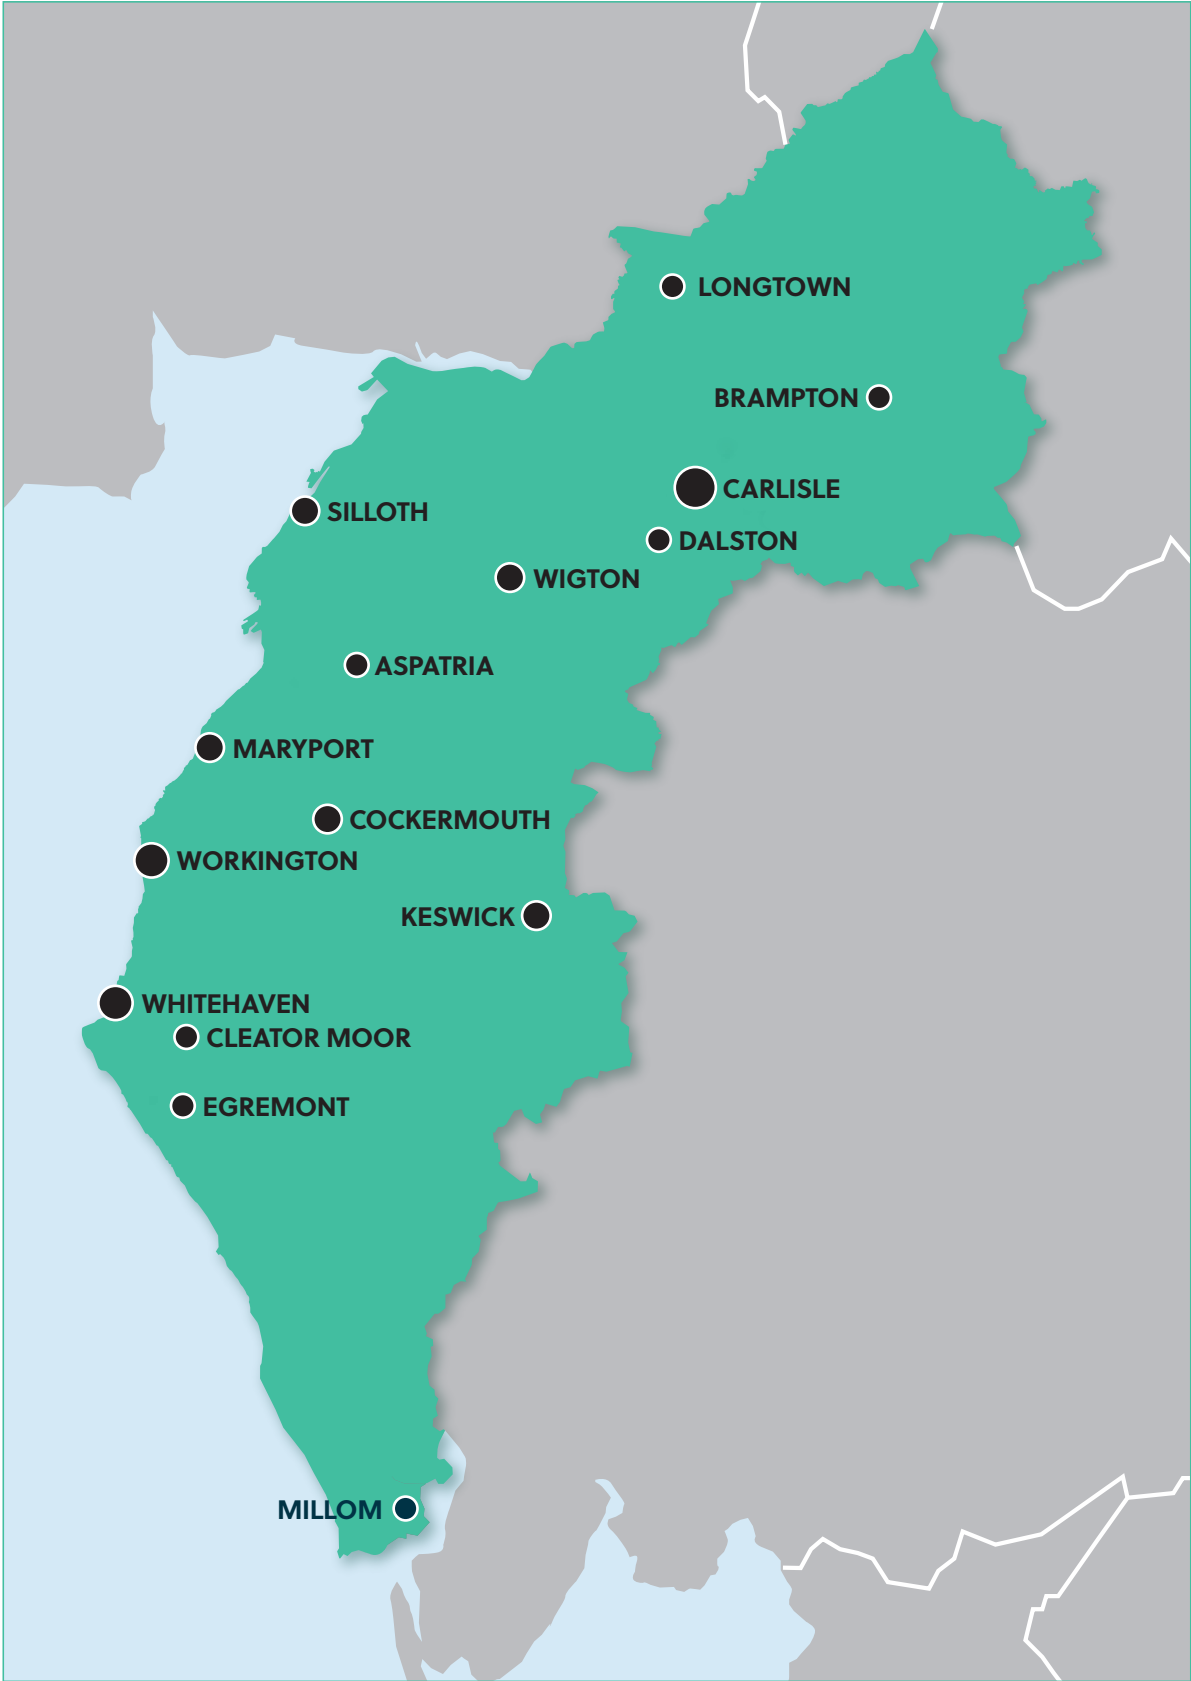 LONGTOWN
BRAMPTON
CARLISLE
SILLOTH
DALSTON
WIGTON
ASPATRIA
MARYPORT
COCKERMOUTH
WORKINGTON
KESWICK
WHITEHAVEN
CLEATOR MOOR
EGREMONT
MILLOM